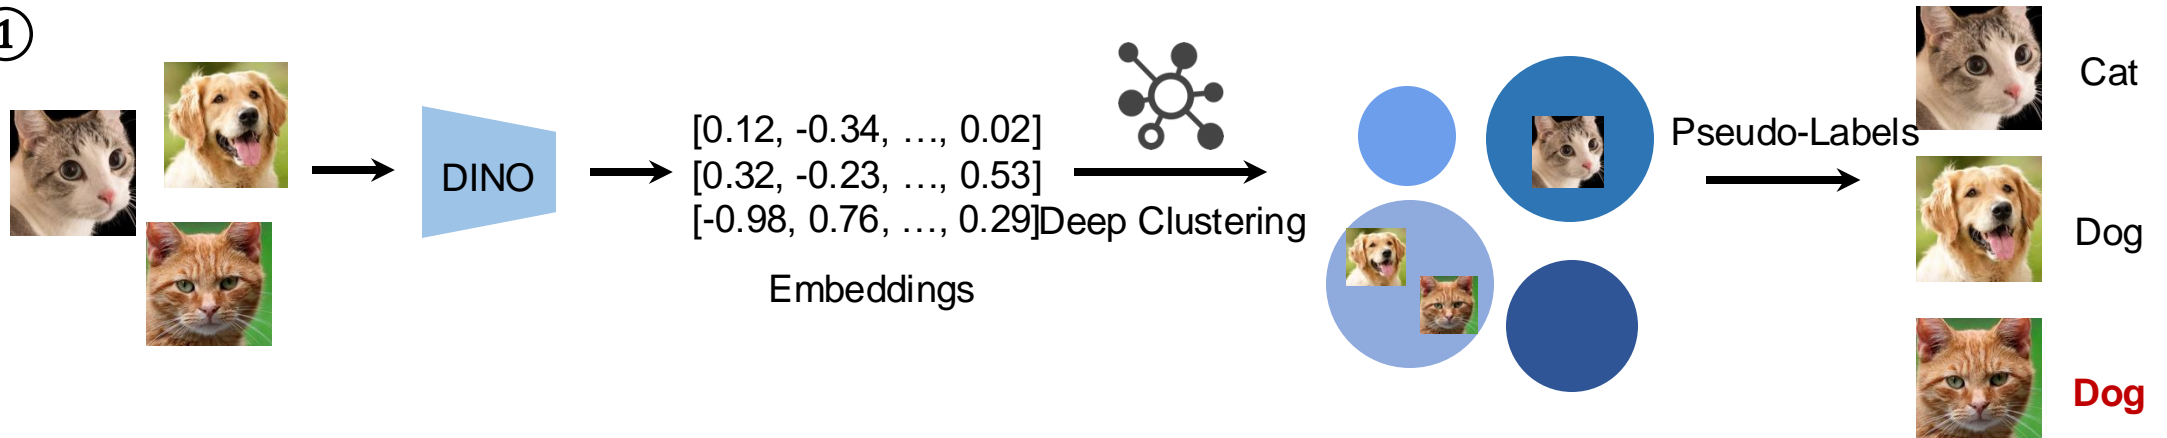 ①
DINO
[0.12, -0.34, …, 0.02]
[0.32, -0.23, …, 0.53]
[-0.98, 0.76, …, 0.29]
Embeddings
Deep Clustering
Pseudo-Labels
Cat
Dog
Dog